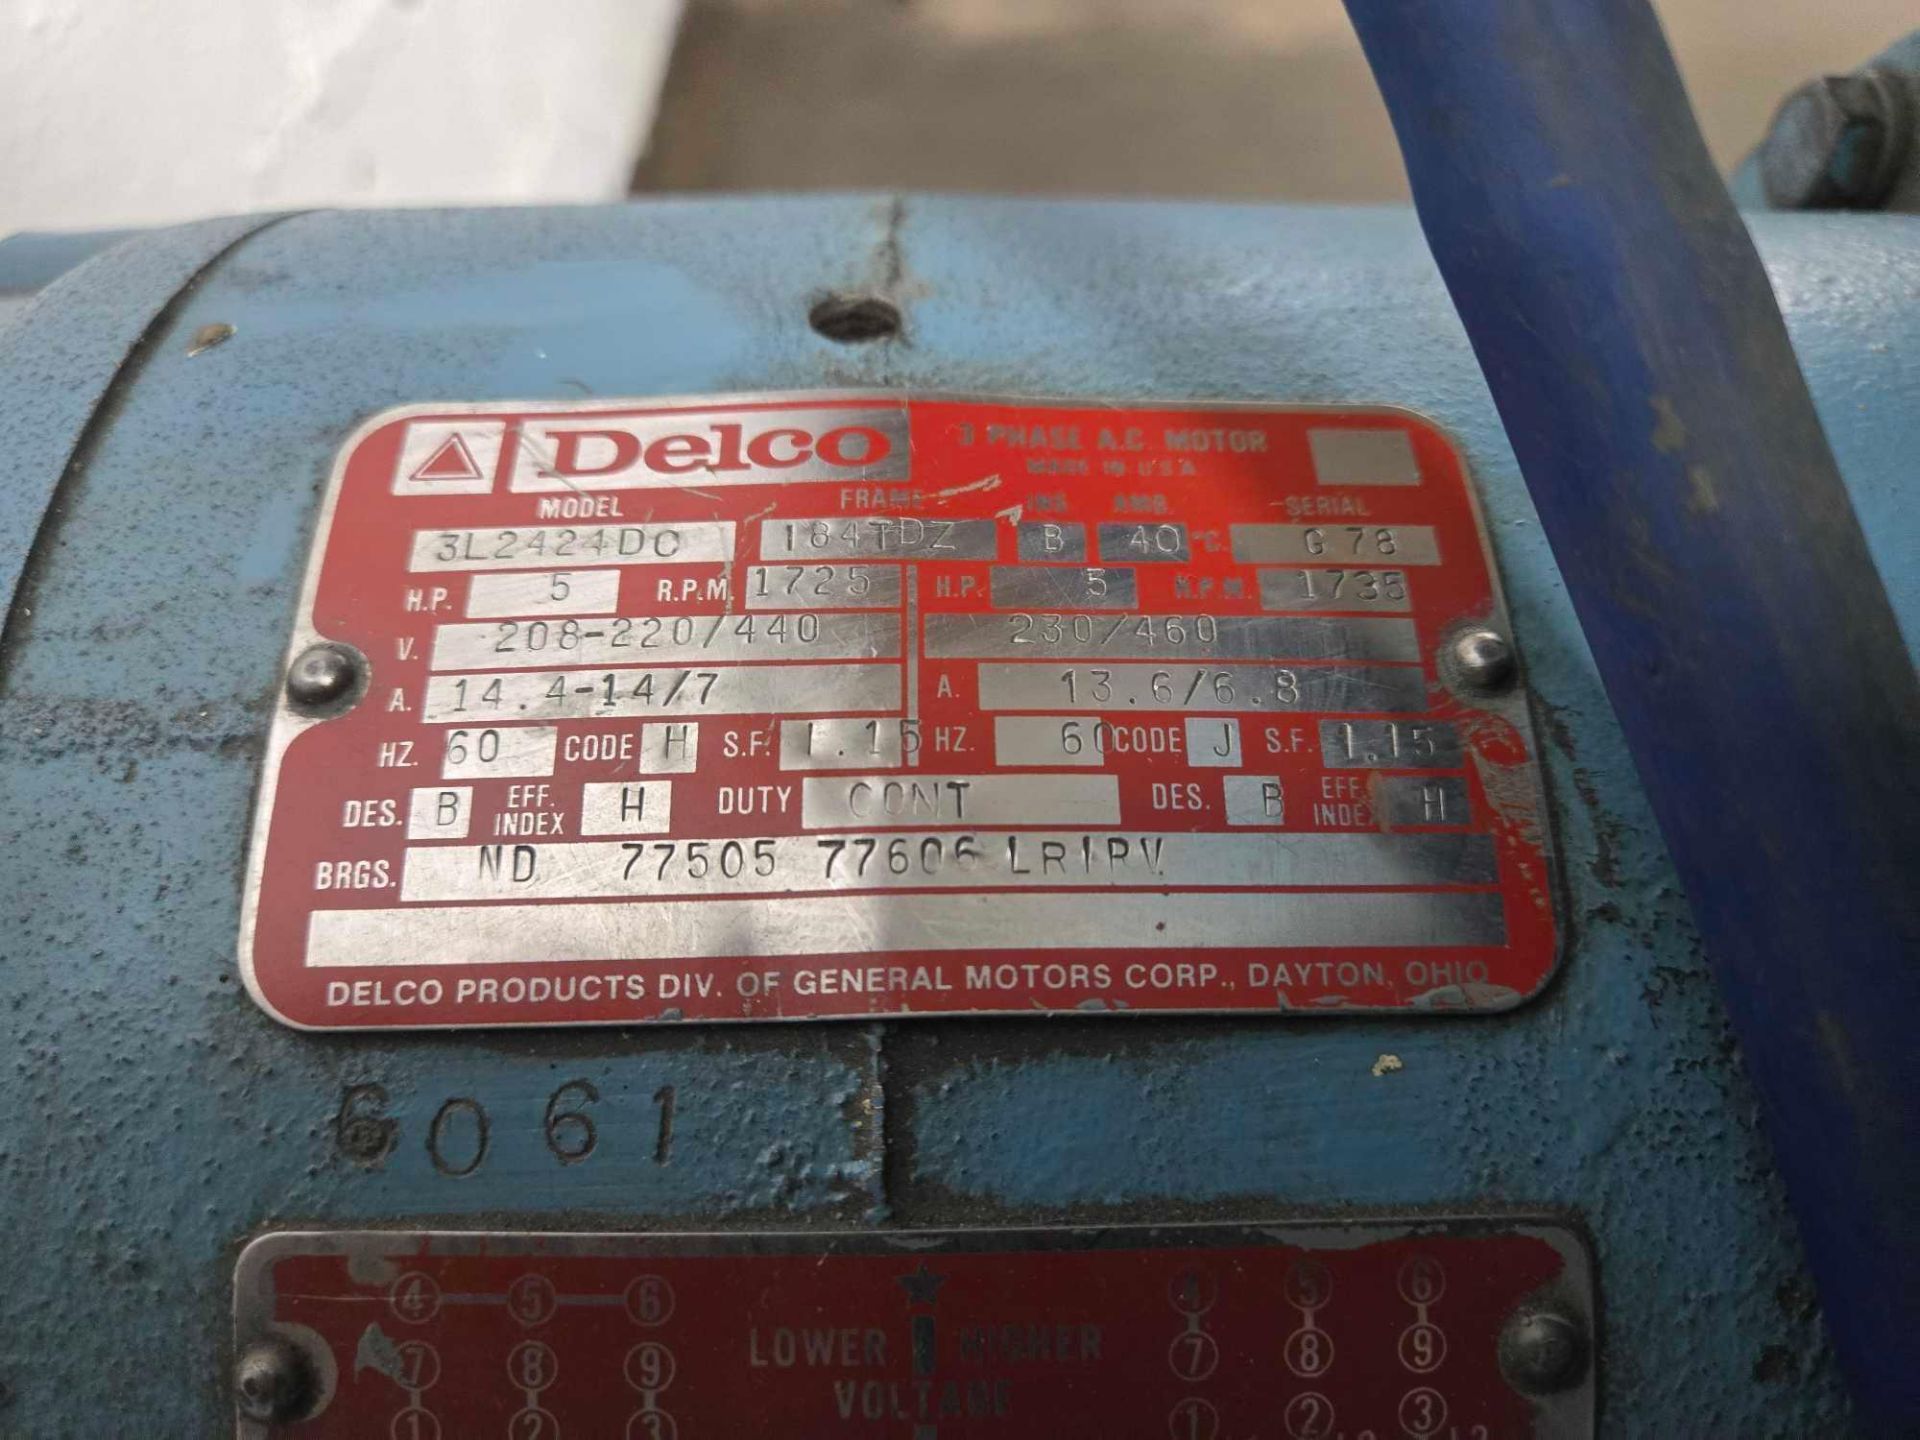 Delco 3 PHASE A.C. MOTOR
MADE IN U.S.A
MODEL FRAME INS AMB. SERIAL
3L2424DC 184TDZ B 40 °C. G 78
H.P. 5 R.P.M. 1725 H.P. 5 R.P.M. 1735
V. 208-220/440 230/460
A. 14.4-14/7 A. 13.6/6.8
HZ. 60 CODE H S.F. 1.15 HZ. 60 CODE J S.F. 1.15
DES. B EFF. INDEX H DUTY CONT DES. B EFF. INDEX H
BRGS. ND 77505 77606 
DELCO PRODUCTS DIV. OF GENERAL MOTORS CORP., DAYTON, OHIO
6061
4 5 6 4 5 6
7 8 9 LOWER HIGHER 7 8 9
VOLTAGE
1 2 3 1 2 3